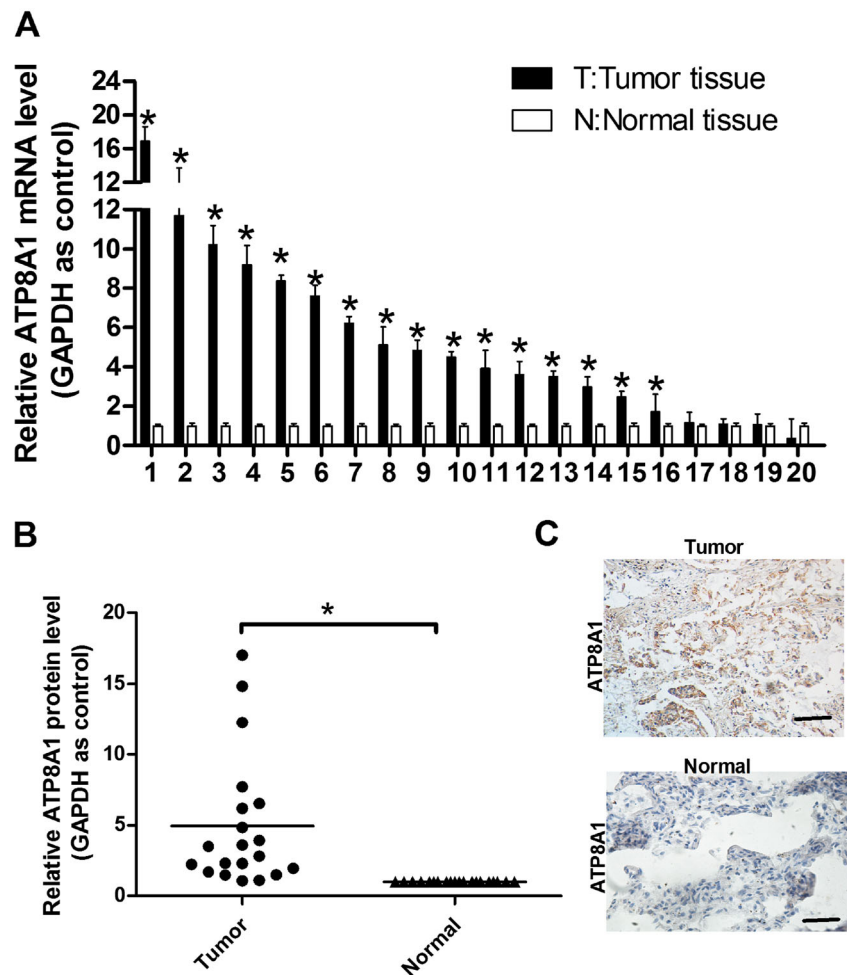 A
Relative ATP8A1 mRNA level
(GAPDH as control)
24
20
16
12
12
10
8
6
4
2
0
T:Tumor tissue
N:Normal tissue
* * * * * * * * * * * * * * * *
1 2 3 4 5 6 7 8 9 10 11 12 13 14 15 16 17 18 19 20
B
Relative ATP8A1 protein level
(GAPDH as control)
20
15
10
5
0
*
Tumor
Normal
C
Tumor
ATP8A1
Normal
ATP8A1